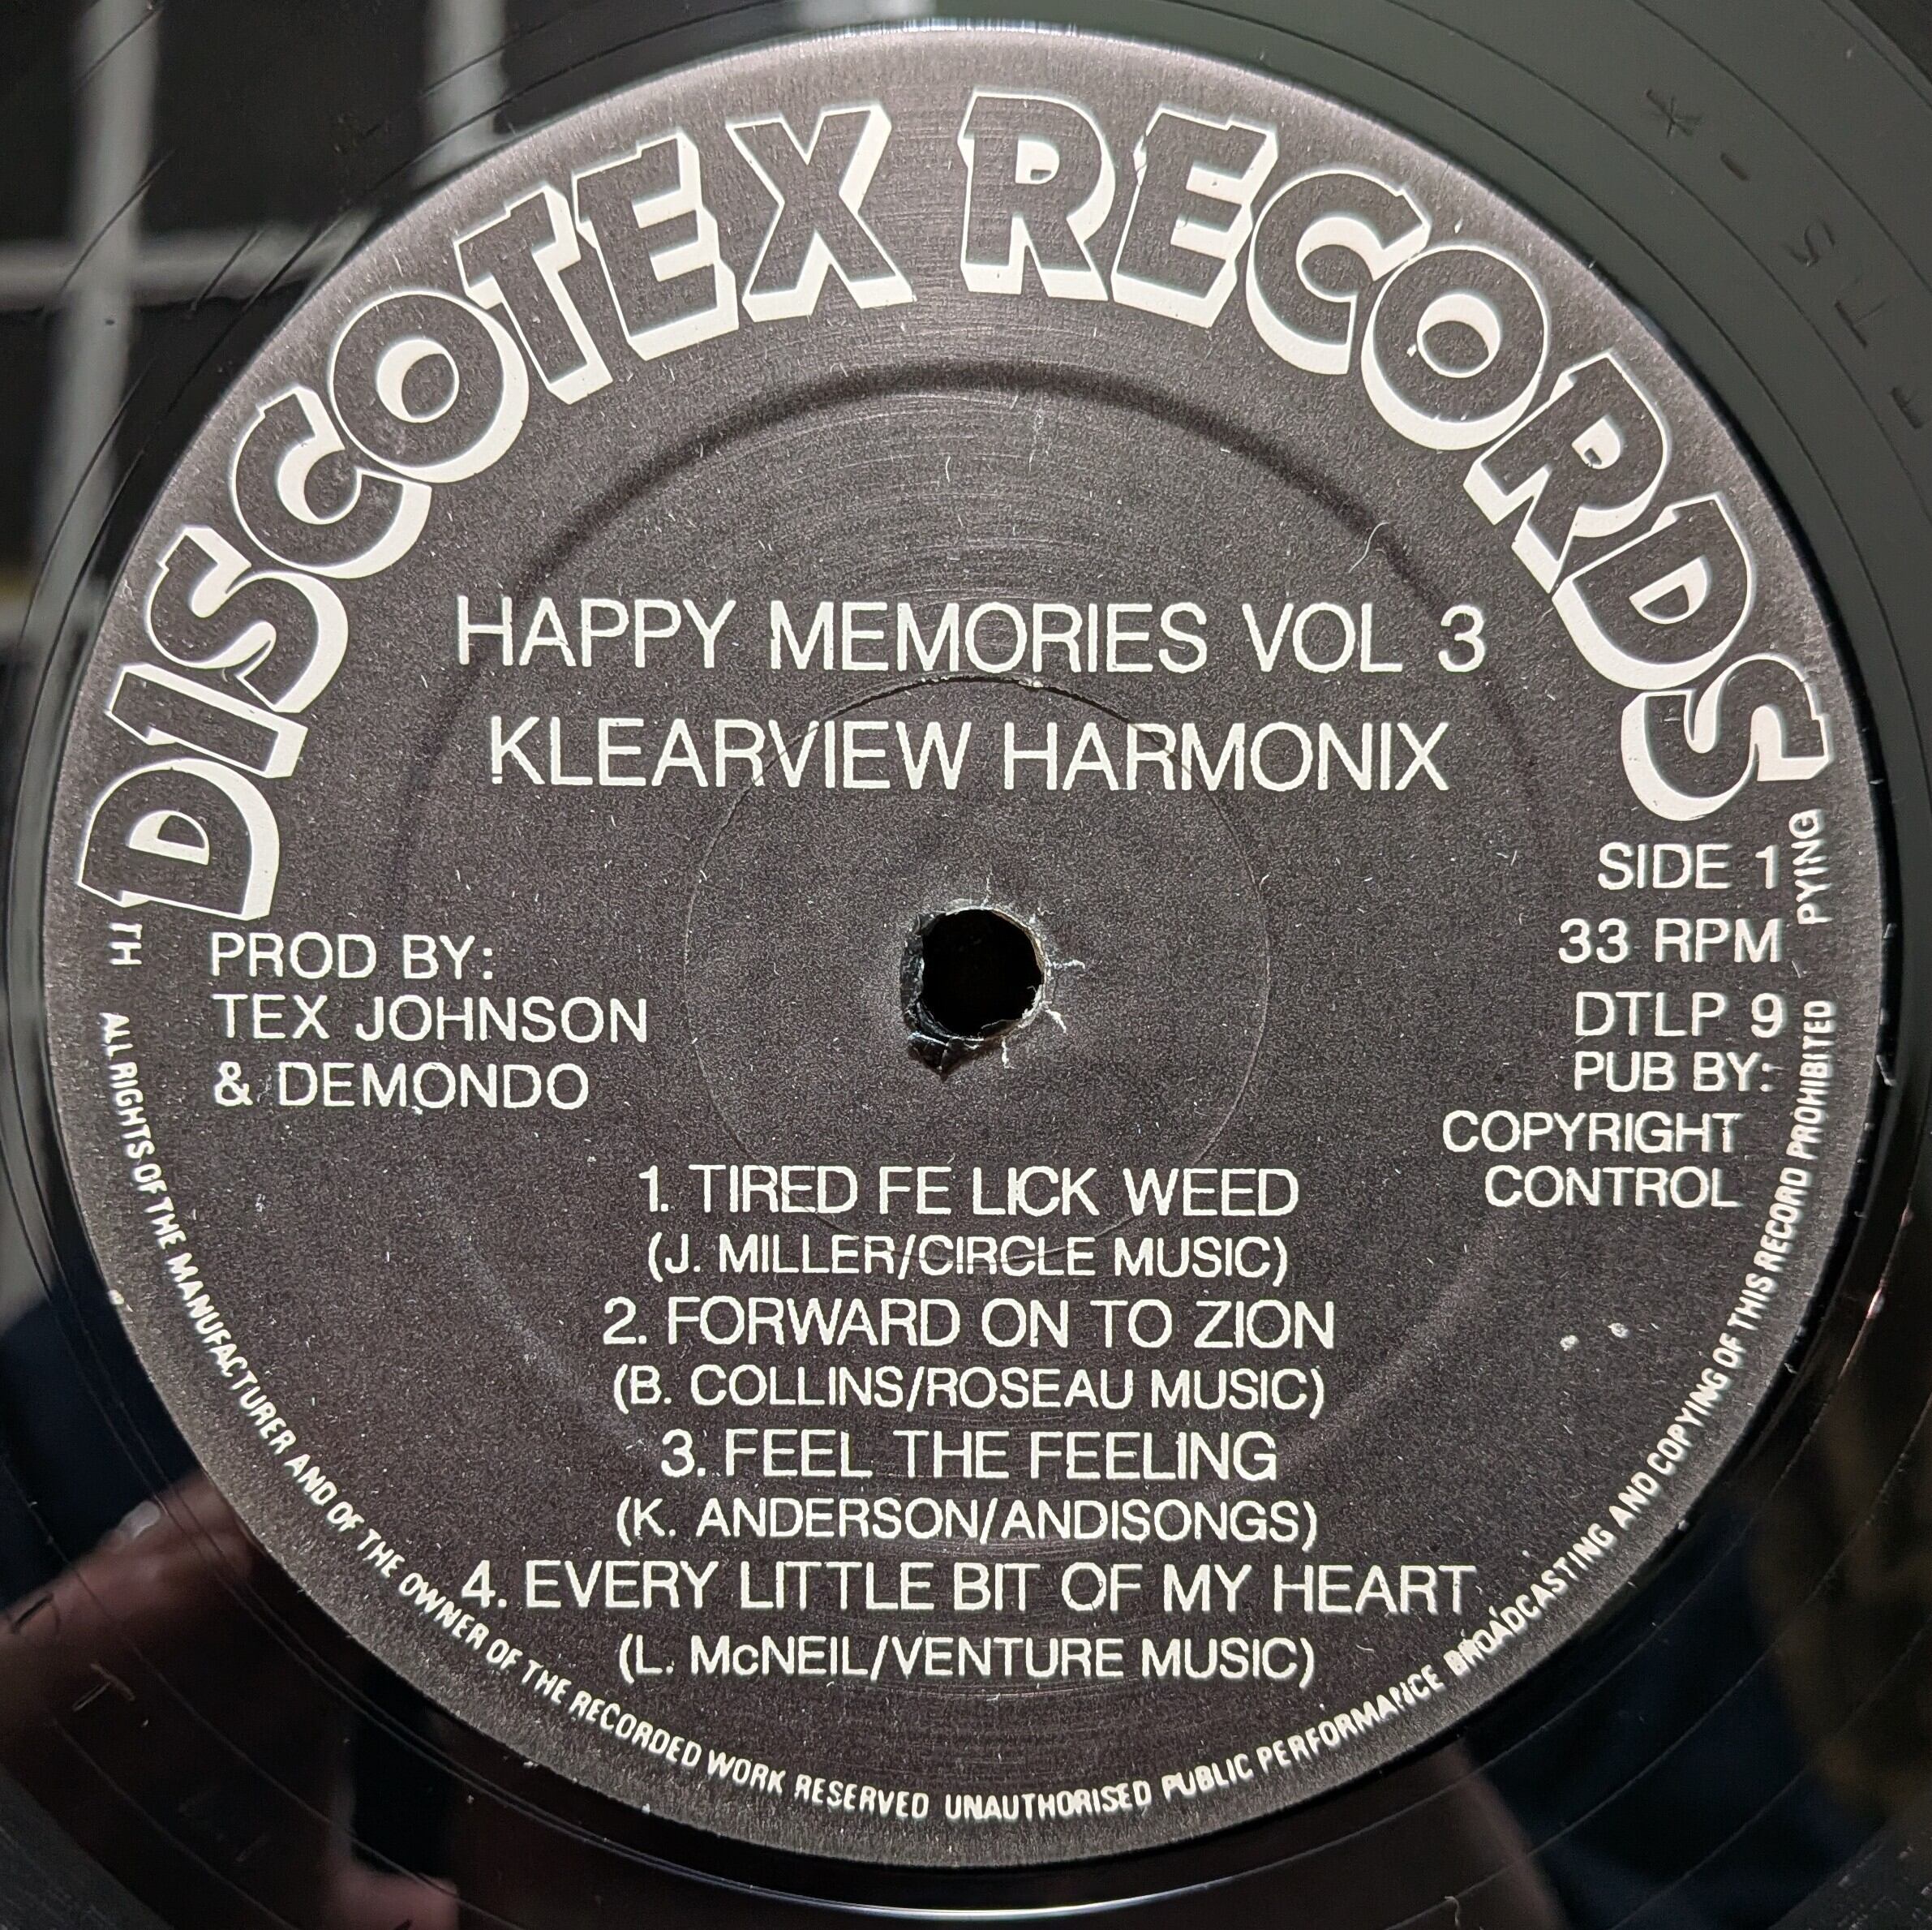 DISCOTEX RECORDS
HAPPY MEMORIES VOL 3
KLEARVIEW HARMONIX
SIDE 1
33 RPM
DTLP 9
PUB BY:
COPYRIGHT
CONTROL
PROD BY:
TEX JOHNSON
& DEMONDO
1. TIRED FE LICK WEED
(J. MILLER/CIRCLE MUSIC)
2. FORWARD ON TO ZION
(B. COLLINS/ROSEAU MUSIC)
3. FEEL THE FEELING
(K. ANDERSON/ANDISONGS)
4. EVERY LITTLE BIT OF MY HEART
(L. McNEIL/VENTURE MUSIC)
TH
ALL RIGHTS OF THE MANUFACTURER AND OF THE OWNER OF THE RECORDED WORK RESERVED UNAUTHORISED PUBLIC PERFORMANCE BROADCASTING AND COPYING OF THIS RECORD PROHIBITED
PYING